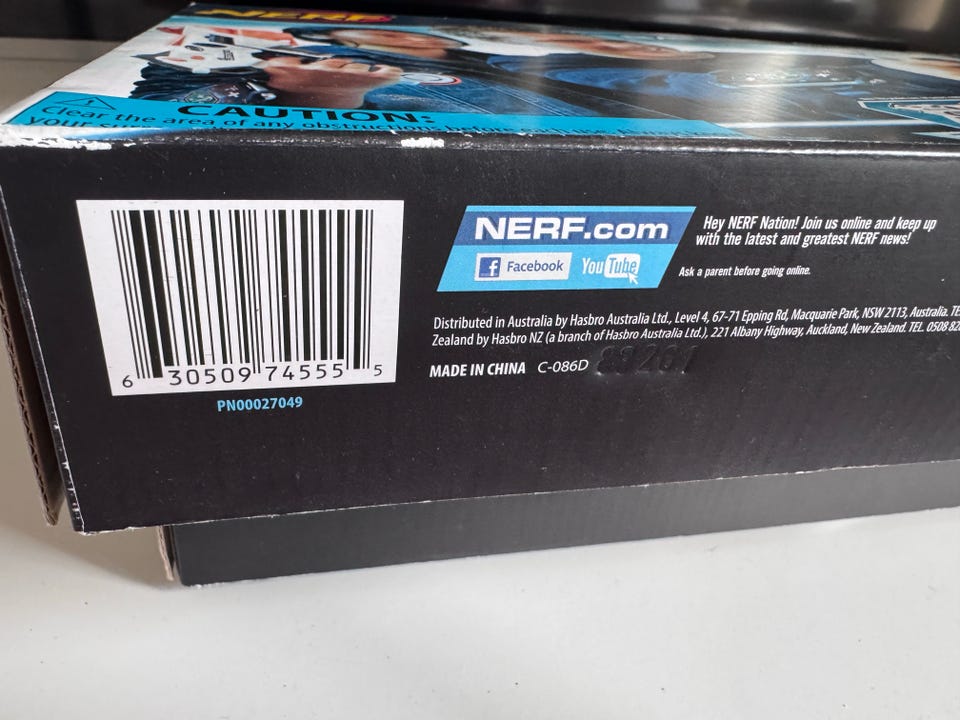 NERF
CAUTION:
Clear the area of any obstructions before each use.
NERF.com
Facebook
YouTube
Hey NERF Nation! Join us online and keep up
with the latest and greatest NERF news!
Ask a parent before going online.
Distributed in Australia by Hasbro Australia Ltd., Level 4, 67-71 Epping Rd, Macquarie Park, NSW 2113, Australia.
Zealand by Hasbro NZ (a branch of Hasbro Australia Ltd.), 221 Albany Highway, Auckland, New Zealand. TEL. 0508
MADE IN CHINA C-086D
6 30509 74555 5
PN00027049